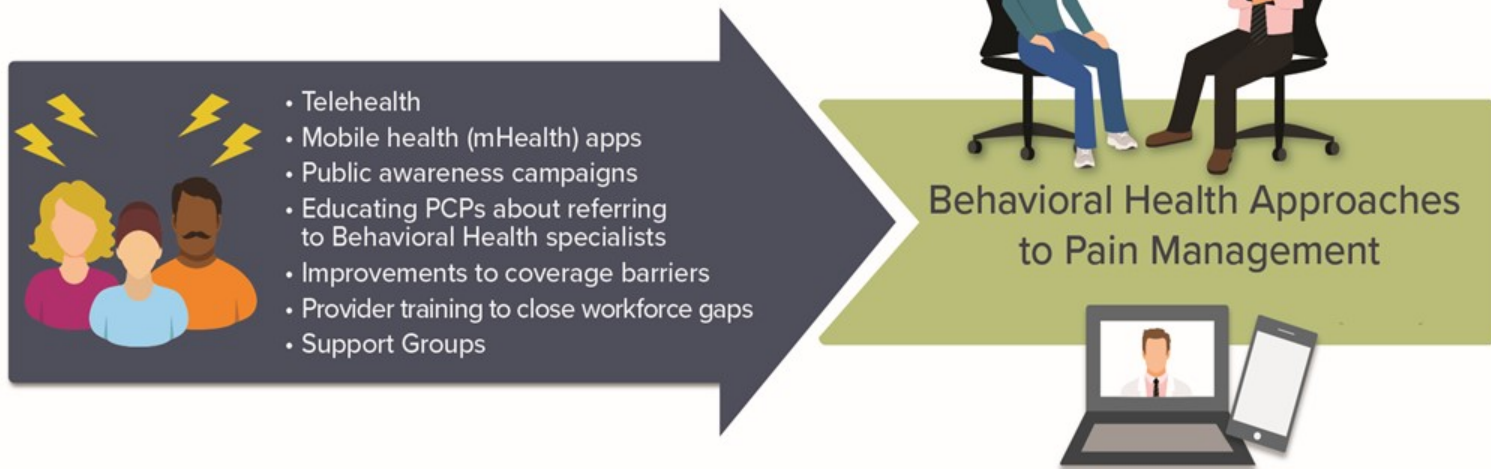 • Telehealth
• Mobile health (mHealth) apps
• Public awareness campaigns
• Educating PCPs about referring
to Behavioral Health specialists
• Improvements to coverage barriers
• Provider training to close workforce gaps
• Support Groups
Behavioral Health Approaches
to Pain Management